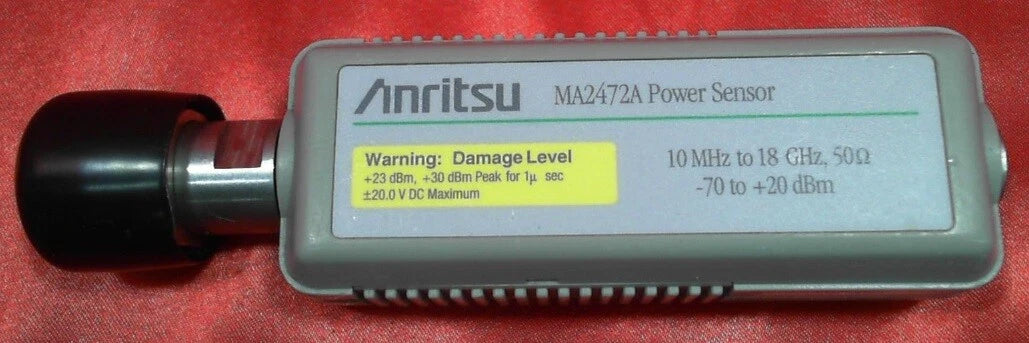 Anritsu MA2472A Power Sensor
Warning: Damage Level
+23 dBm, +30 dBm Peak for 1µ sec
±20.0 V DC Maximum
10 MHz to 18 GHz, 50Ω
-70 to +20 dBm